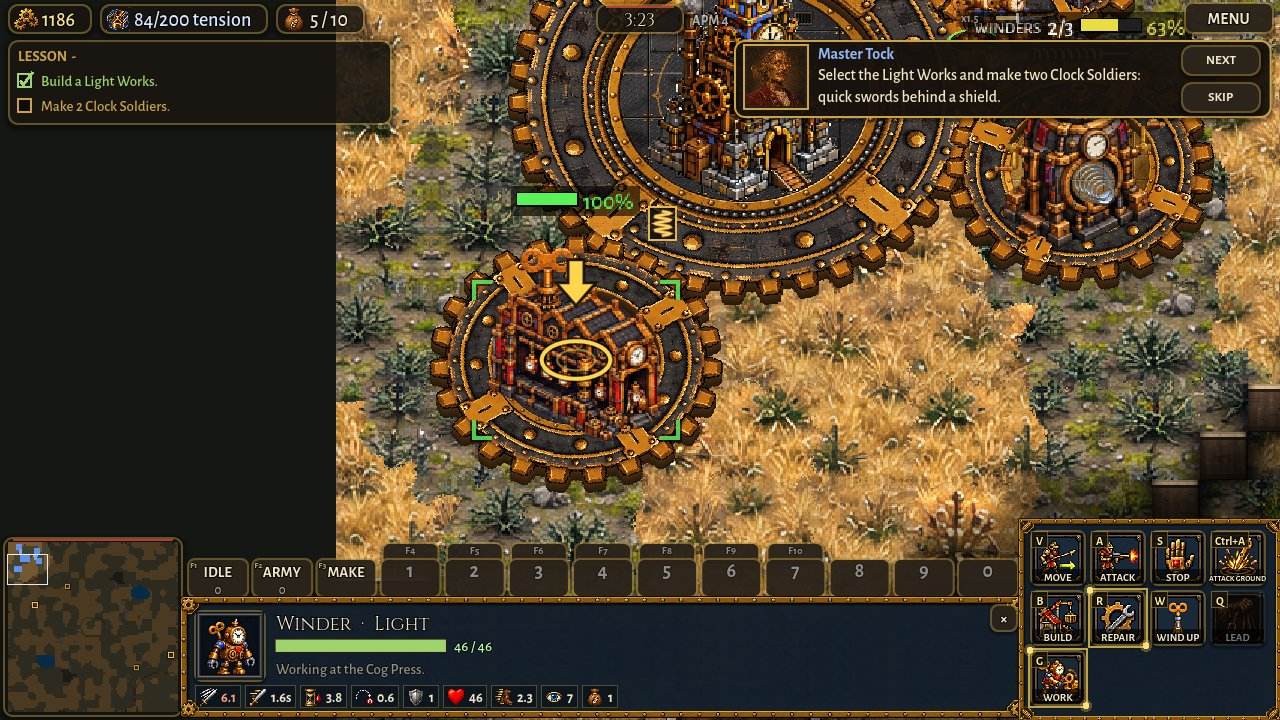 1186
84/200 tension
5/10
3:23
APM 4
x1.5
WINDERS 2/3
63%
MENU
LESSON -
Build a Light Works.
Make 2 Clock Soldiers.
Master Tock
Select the Light Works and make two Clock Soldiers:
quick swords behind a shield.
NEXT
SKIP
100%
F1 IDLE 0
F2 ARMY 0
F3 MAKE
F4 1
F5 2
F6 3
F7 4
F8 5
F9 6
F10 7
8
9
0
Winder · Light
46/46
Working at the Cog Press.
6.1 1.6s 3.8 0.6 1 46 2.3 7 1
×
V MOVE
A ATTACK
S STOP
Ctrl+A ATTACK GROUND
B BUILD
R REPAIR
W WIND UP
Q LEAD
G WORK